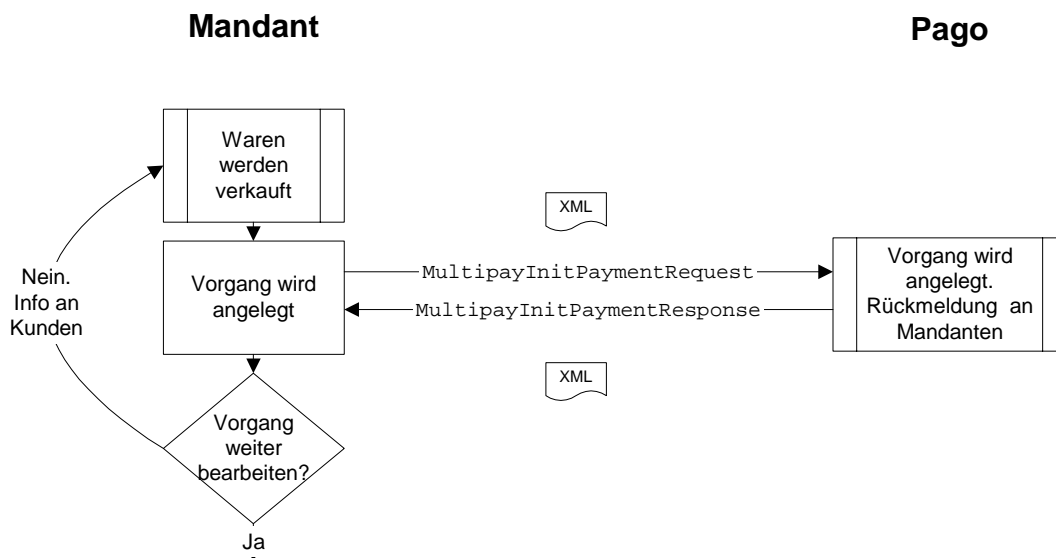 Mandant
Pago
Waren
werden
verkauft
XML
Vorgang wird
angelegt
MultipayInitPaymentRequest
MultipayInitPaymentResponse
Vorgang wird
angelegt.
Rückmeldung an
Mandanten
Nein.
Info an
Kunden
XML
Vorgang
weiter
bearbeiten?
Ja